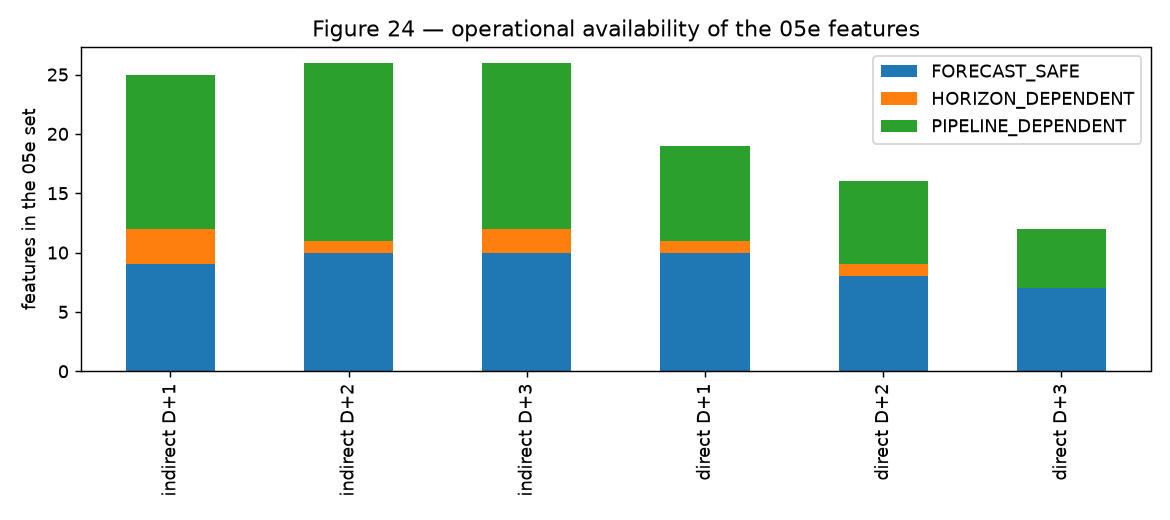 Figure 24 — operational availability of the 05e features
features in the 05e set
25
20
15
10
5
0
FORECAST_SAFE
HORIZON_DEPENDENT
PIPELINE_DEPENDENT
indirect D+1
indirect D+2
indirect D+3
direct D+1
direct D+2
direct D+3